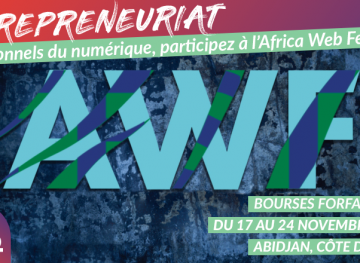 REPRENEURIAT
onnels du numérique, participez à l'Africa Web Fe
AWF
BOURSES FORFA
DU 17 AU 24 NOVEMB
ABIDJAN, CÔTE D